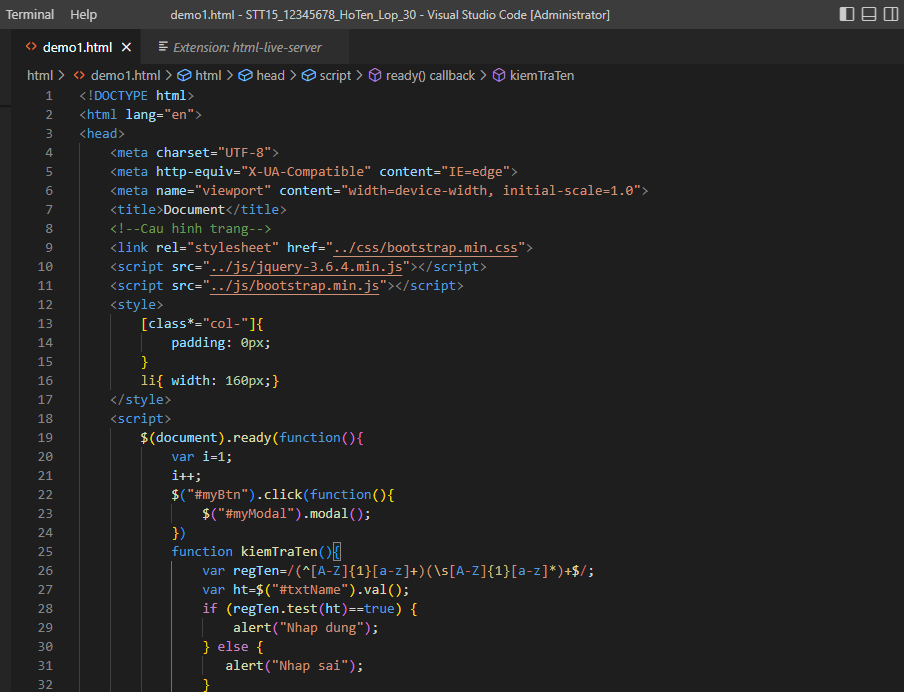 Terminal Help demo1.html - STT15_12345678_HoTen_Lop_30 - Visual Studio Code [Administrator]
demo1.html Extension: html-live-server
html > demo1.html > html > head > script > ready() callback > kiemTraTen
1 <!DOCTYPE html>
2 <html lang="en">
3 <head>
4 <meta charset="UTF-8">
5 <meta http-equiv="X-UA-Compatible" content="IE=edge">
6 <meta name="viewport" content="width=device-width, initial-scale=1.0">
7 <title>Document</title>
8 <!--Cau hinh trang-->
9 <link rel="stylesheet" href="../css/bootstrap.min.css">
10 <script src="../js/jquery-3.6.4.min.js"></script>
11 <script src="../js/bootstrap.min.js"></script>
12 <style>
13 [class*="col-"]{
14 padding: 0px;
15 }
16 li{ width: 160px;}
17 </style>
18 <script>
19 $(document).ready(function(){
20 var i=1;
21 i++;
22 $("#myBtn").click(function(){
23 $("#myModal").modal();
24 })
25 function kiemTraTen(){
26 var regTen=/(^[A-Z]{1}[a-z]+)(\s[A-Z]{1}[a-z]*)+$/;
27 var ht=$("#txtName").val();
28 if (regTen.test(ht)==true) {
29 alert("Nhap dung");
30 } else {
31 alert("Nhap sai");
32 }